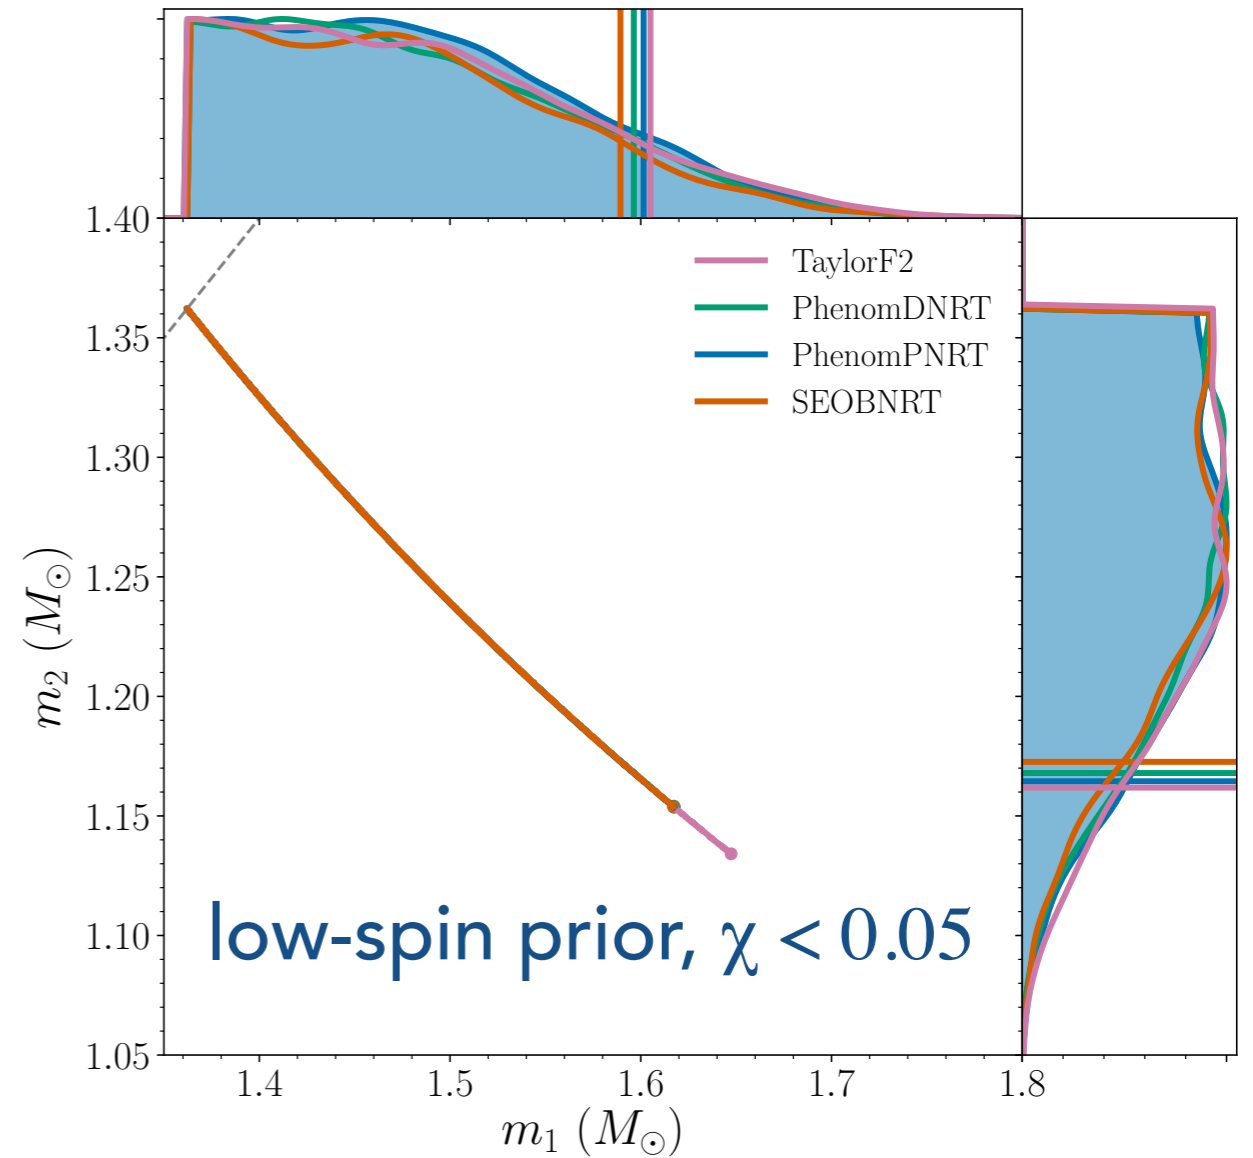 1.40
1.35
1.30
1.25
1.20
1.15
1.10
1.05
m₂ (M☉)
TaylorF2
PhenomDNRT
PhenomPNRT
SEOBNRT
low-spin prior, χ < 0.05
1.4 1.5 1.6 1.7 1.8
m₁ (M☉)